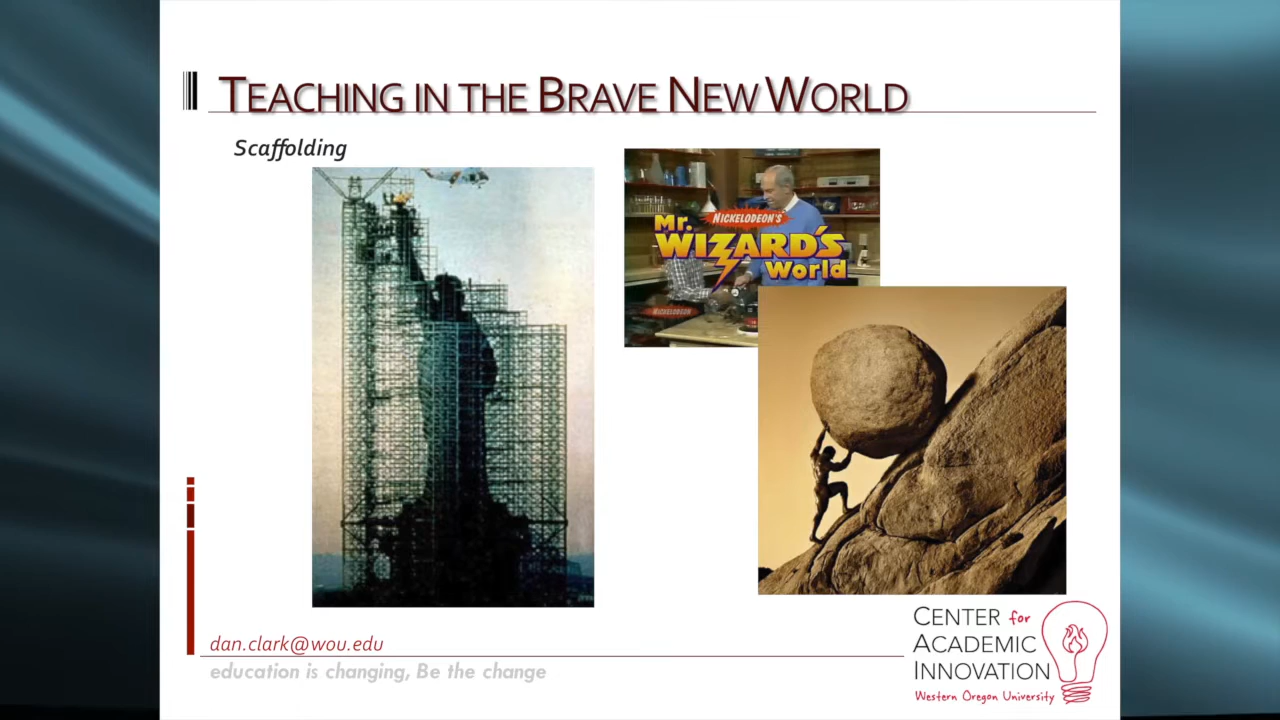 TEACHING IN THE BRAVE NEW WORLD
Scaffolding
NICKELODEON'S
Mr.
WIZARD'S
World
NICKELODEON
dan.clark@wou.edu
education is changing, Be the change
CENTER for
ACADEMIC
INNOVATION
Western Oregon University